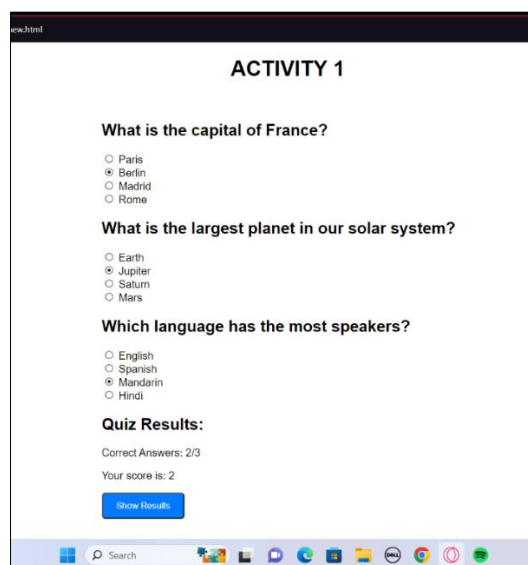 ew.html
ACTIVITY 1
What is the capital of France?
Paris
Berlin
Madrid
Rome
What is the largest planet in our solar system?
Earth
Jupiter
Saturn
Mars
Which language has the most speakers?
English
Spanish
Mandarin
Hindi
Quiz Results:
Correct Answers: 2/3
Your score is: 2
Show Results
Search
DELL